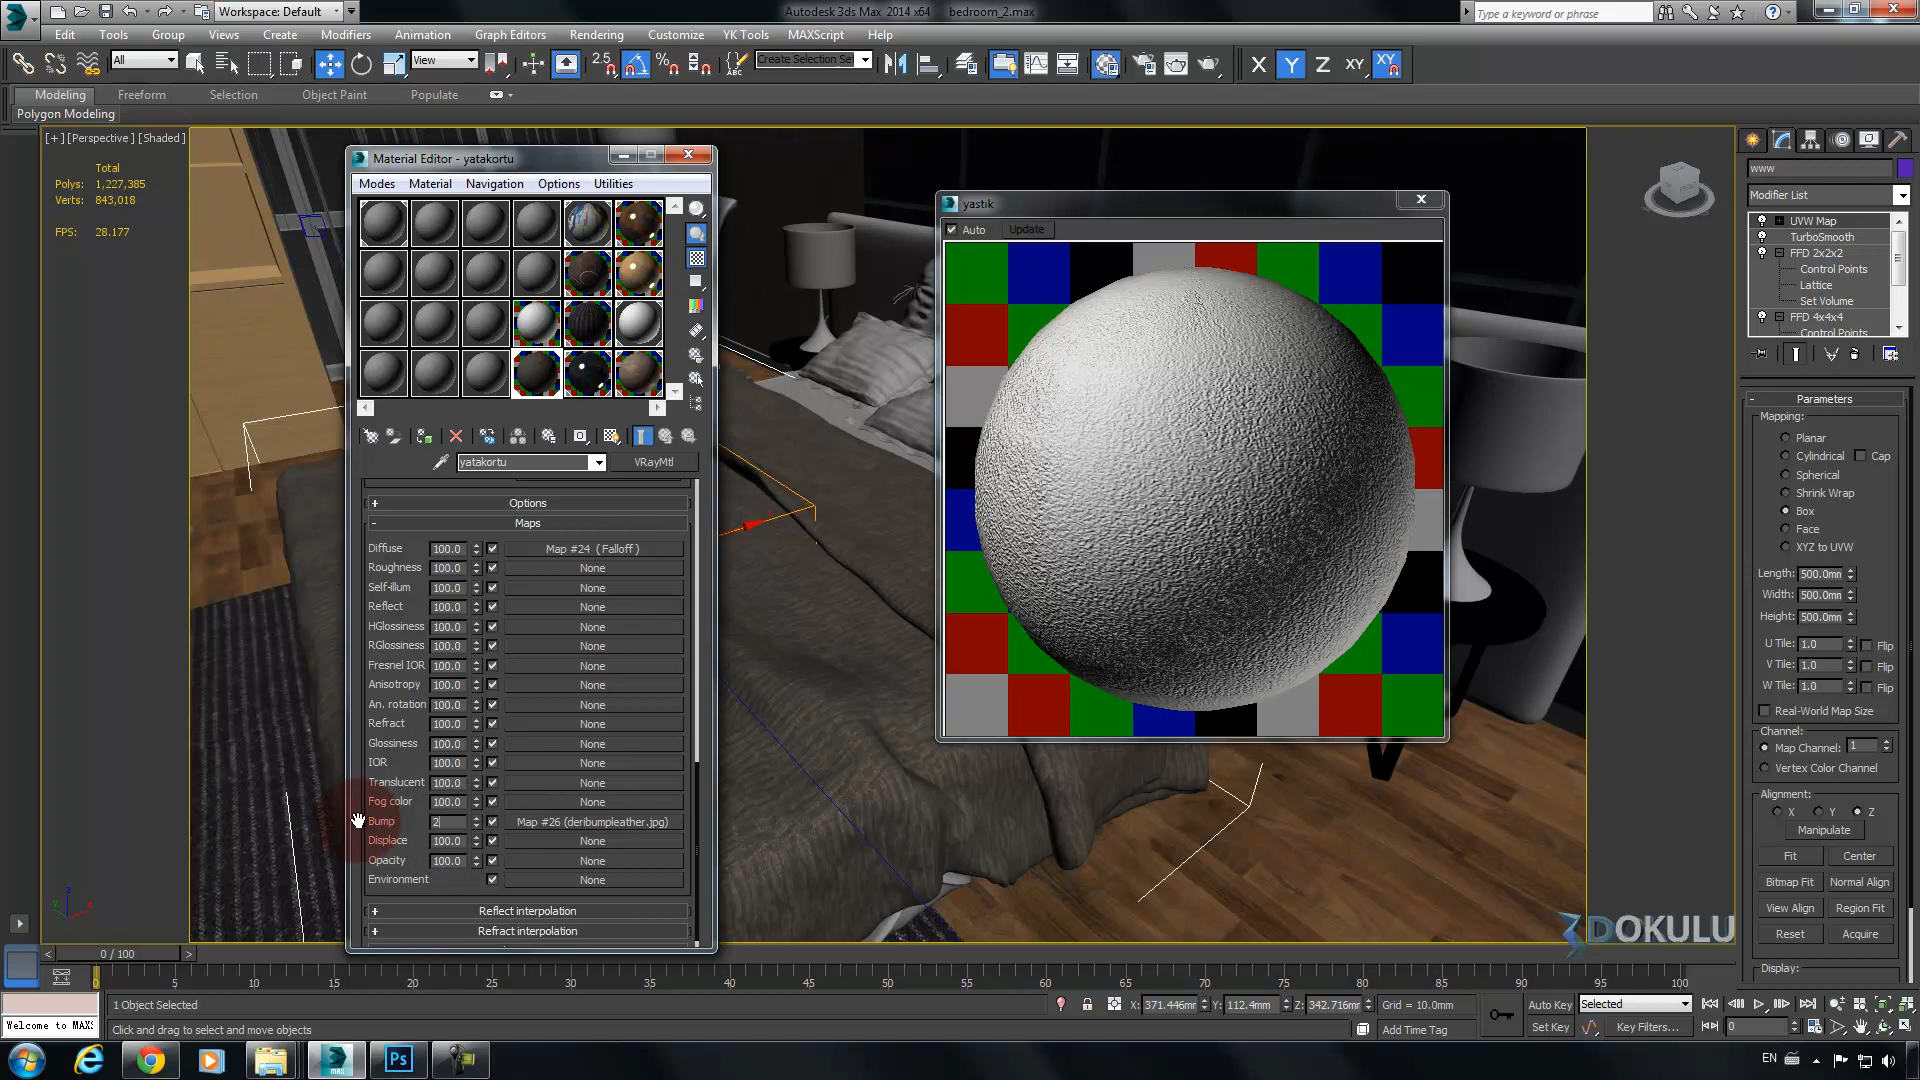 Workspace: Default
Autodesk 3ds Max 2014 x64 bedroom_2.max
Type a keyword or phrase
Edit Tools Group Views Create Modifiers Animation Graph Editors Rendering Customize YK Tools MAXScript Help
All
View
2.5
Create Selection Set
X Y Z XY XY
Modeling Freeform Selection Object Paint Populate
Polygon Modeling
[+] [Perspective] [Shaded]
Total
Polys: 1,227,385
Verts: 843,018
FPS: 28.177
Material Editor - yatakortu
Modes Material Navigation Options Utilities
yatakortu
VRayMtl
Options
Maps
Diffuse 100.0 Map #24 (Falloff)
Roughness 100.0 None
Self-illum 100.0 None
Reflect 100.0 None
HGlossiness 100.0 None
RGlossiness 100.0 None
Fresnel IOR 100.0 None
Anisotropy 100.0 None
An. rotation 100.0 None
Refract 100.0 None
Glossiness 100.0 None
IOR 100.0 None
Translucent 100.0 None
Fog color 100.0 None
Bump 2 Map #26 (deribumpleather.jpg)
Displace 100.0 None
Opacity 100.0 None
Environment None
Reflect interpolation
Refract interpolation
yastik
Auto Update
www
Modifier List
UVW Map
TurboSmooth
FFD 2x2x2
Control Points
Lattice
Set Volume
FFD 4x4x4
Control Points
Parameters
Mapping:
Planar
Cylindrical Cap
Spherical
Shrink Wrap
Box
Face
XYZ to UVW
Length: 500.0mm
Width: 500.0mm
Height: 500.0mm
U Tile: 1.0 Flip
V Tile: 1.0 Flip
W Tile: 1.0 Flip
Real-World Map Size
Channel:
Map Channel: 1
Vertex Color Channel
Alignment:
X Y Z
Manipulate
Fit Center
Bitmap Fit Normal Align
View Align Region Fit
Reset Acquire
Display:
3DOKULU
0 / 100
0 5 10 15 20 25 30 35 40 45 50 55 60 65 70 75 80 85 90 95 100
1 Object Selected
X: 371.446mm Y: 112.4mm Z: 342.716mm Grid = 10.0mm
Auto Key Selected
Welcome to MAXS
Click and drag to select and move objects
Add Time Tag
Set Key Key Filters... 0
MAX
Ps
EN